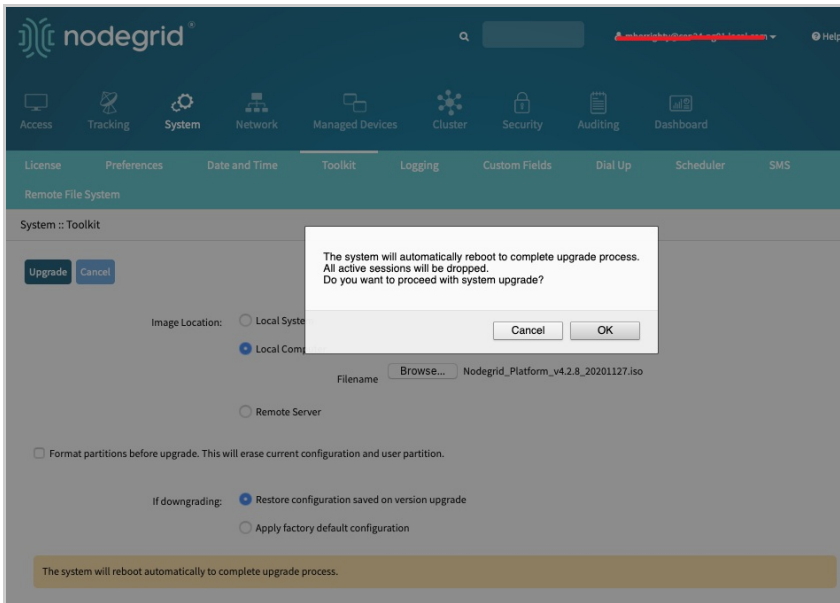 nodegrid
Help
Access Tracking System Network Managed Devices Cluster Security Auditing Dashboard
License Preferences Date and Time Toolkit Logging Custom Fields Dial Up Scheduler SMS
Remote File System
System :: Toolkit
The system will automatically reboot to complete upgrade process.
All active sessions will be dropped.
Do you want to proceed with system upgrade?
Cancel OK
Upgrade Cancel
Image Location:
Local System
Local Comp
Filename Browse... Nodegrid_Platform_v4.2.8_20201127.iso
Remote Server
Format partitions before upgrade. This will erase current configuration and user partition.
If downgrading: Restore configuration saved on version upgrade
Apply factory default configuration
The system will reboot automatically to complete upgrade process.